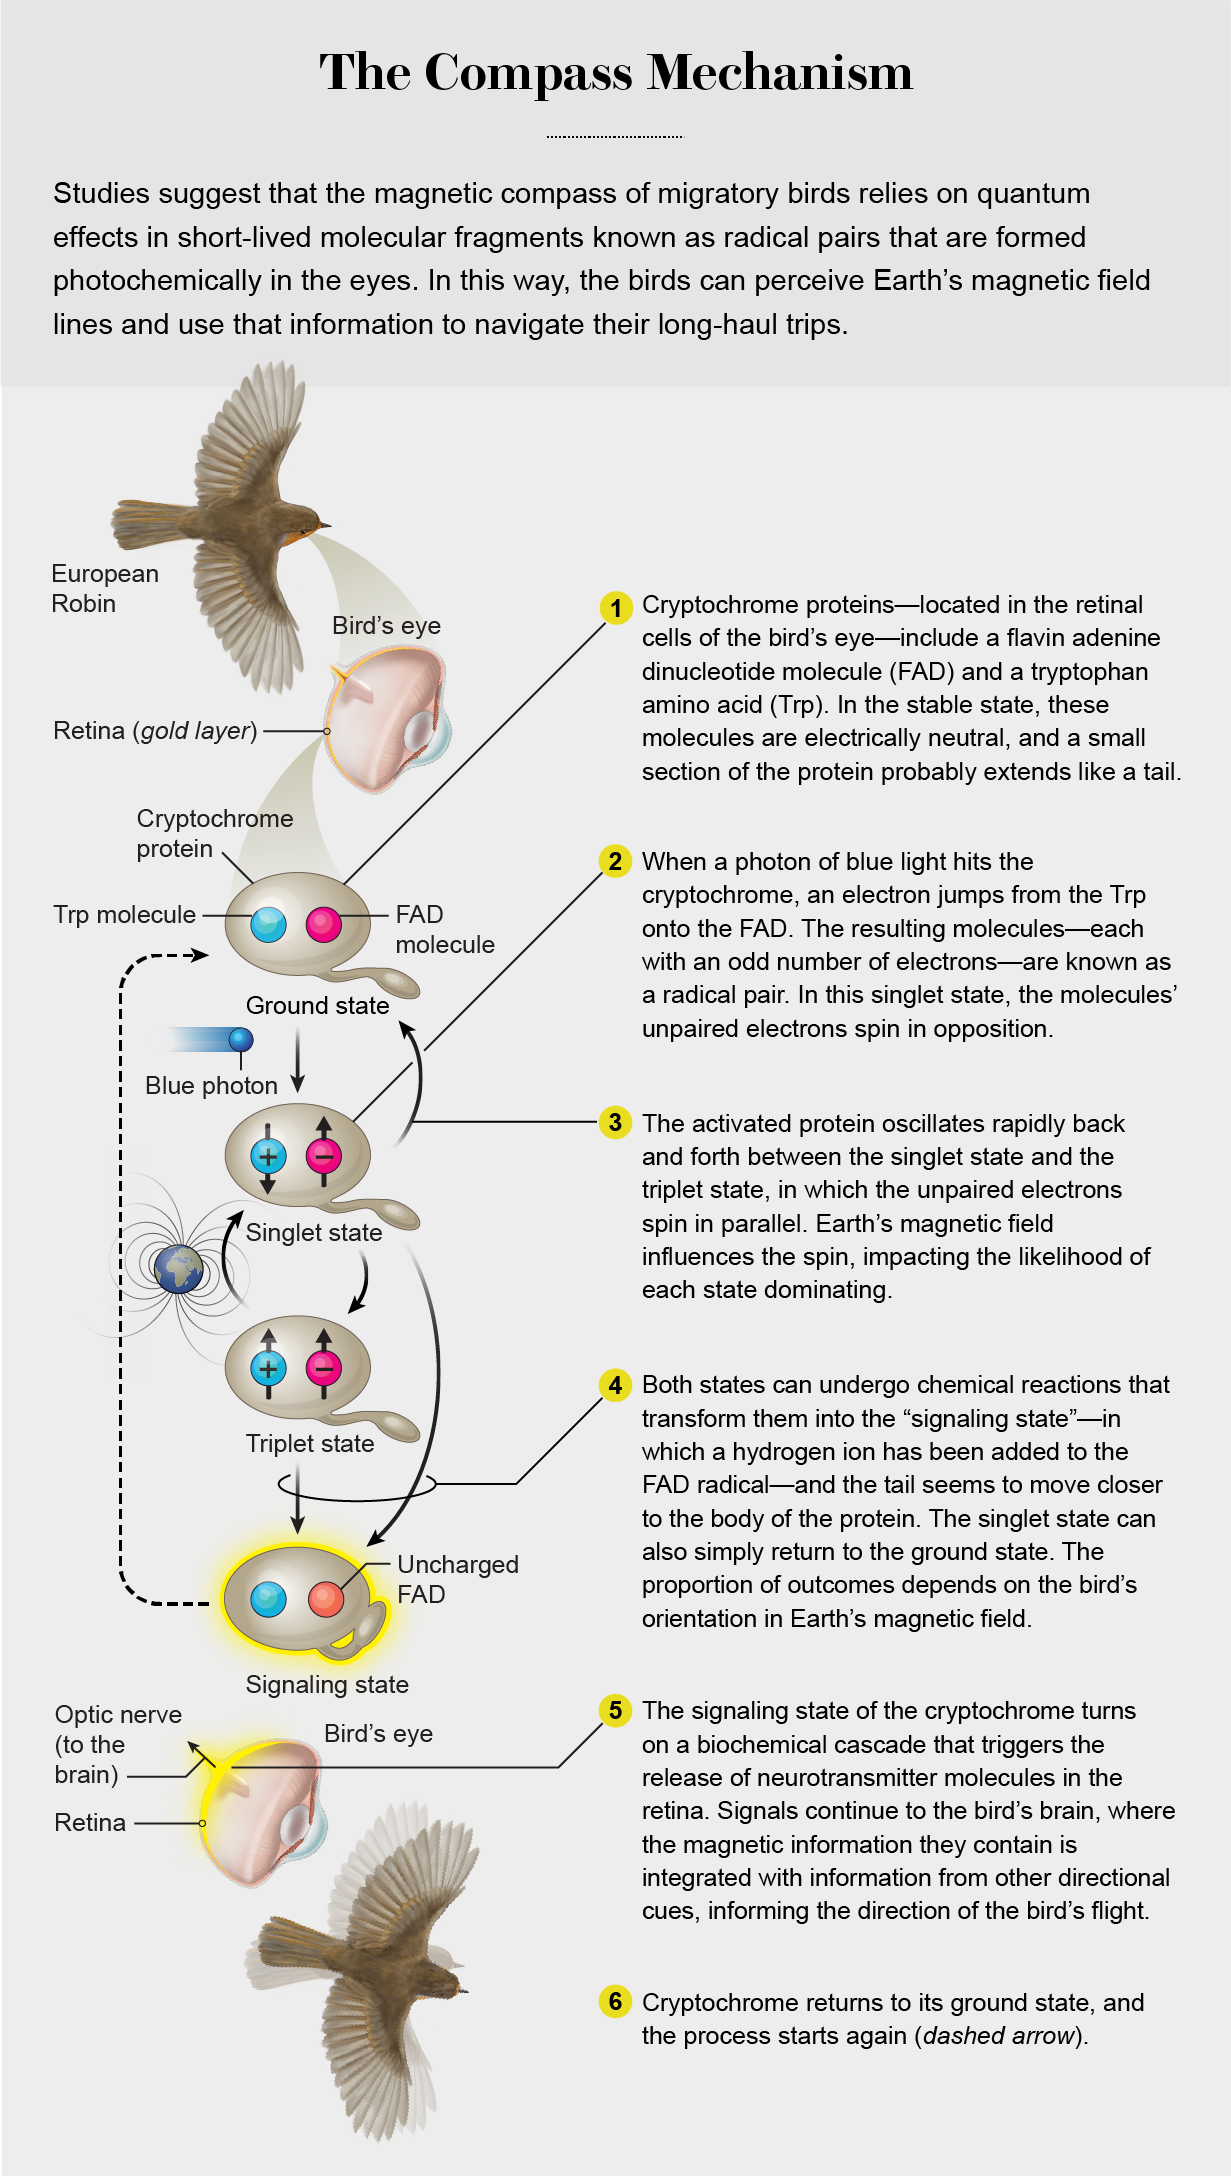 The Compass Mechanism
Studies suggest that the magnetic compass of migratory birds relies on quantum
effects in short-lived molecular fragments known as radical pairs that are formed
photochemically in the eyes. In this way, the birds can perceive Earth’s magnetic field
lines and use that information to navigate their long-haul trips.
European
Robin
Bird’s eye
Retina (gold layer)
Cryptochrome
protein
Trp molecule
FAD
molecule
Ground state
Blue photon
+
–
Singlet state
+
–
Triplet state
Uncharged
FAD
Signaling state
Optic nerve
(to the
brain)
Bird’s eye
Retina
1
Cryptochrome proteins—located in the retinal
cells of the bird’s eye—include a flavin adenine
dinucleotide molecule (FAD) and a tryptophan
amino acid (Trp). In the stable state, these
molecules are electrically neutral, and a small
section of the protein probably extends like a tail.
2
When a photon of blue light hits the
cryptochrome, an electron jumps from the Trp
onto the FAD. The resulting molecules—each
with an odd number of electrons—are known as
a radical pair. In this singlet state, the molecules’
unpaired electrons spin in opposition.
3
The activated protein oscillates rapidly back
and forth between the singlet state and the
triplet state, in which the unpaired electrons
spin in parallel. Earth’s magnetic field
influences the spin, impacting the likelihood of
each state dominating.
4
Both states can undergo chemical reactions that
transform them into the “signaling state”—in
which a hydrogen ion has been added to the
FAD radical—and the tail seems to move closer
to the body of the protein. The singlet state can
also simply return to the ground state. The
proportion of outcomes depends on the bird’s
orientation in Earth’s magnetic field.
5
The signaling state of the cryptochrome turns
on a biochemical cascade that triggers the
release of neurotransmitter molecules in the
retina. Signals continue to the bird’s brain, where
the magnetic information they contain is
integrated with information from other directional
cues, informing the direction of the bird’s flight.
6
Cryptochrome returns to its ground state, and
the process starts again (dashed arrow).